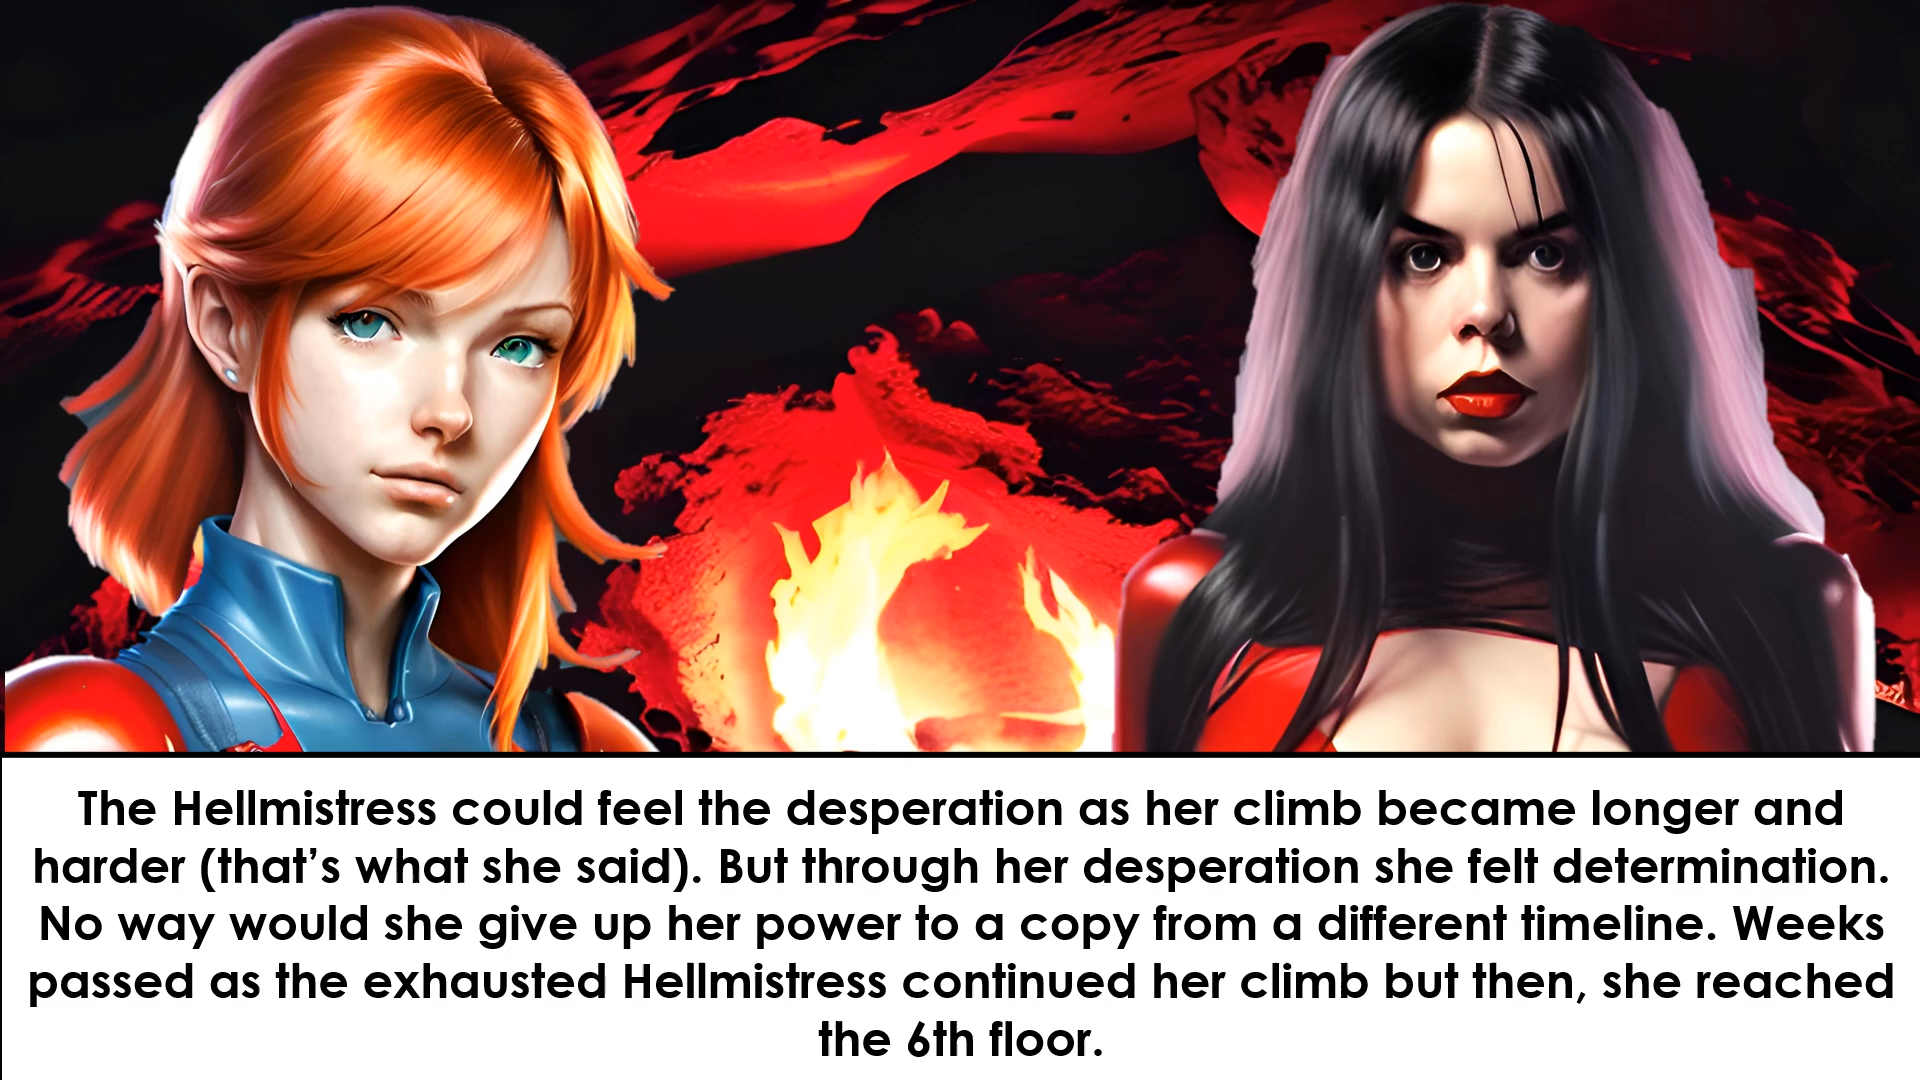 The Hellmistress could feel the desperation as her climb became longer and
harder (that’s what she said). But through her desperation she felt determination.
No way would she give up her power to a copy from a different timeline. Weeks
passed as the exhausted Hellmistress continued her climb but then, she reached
the 6th floor.